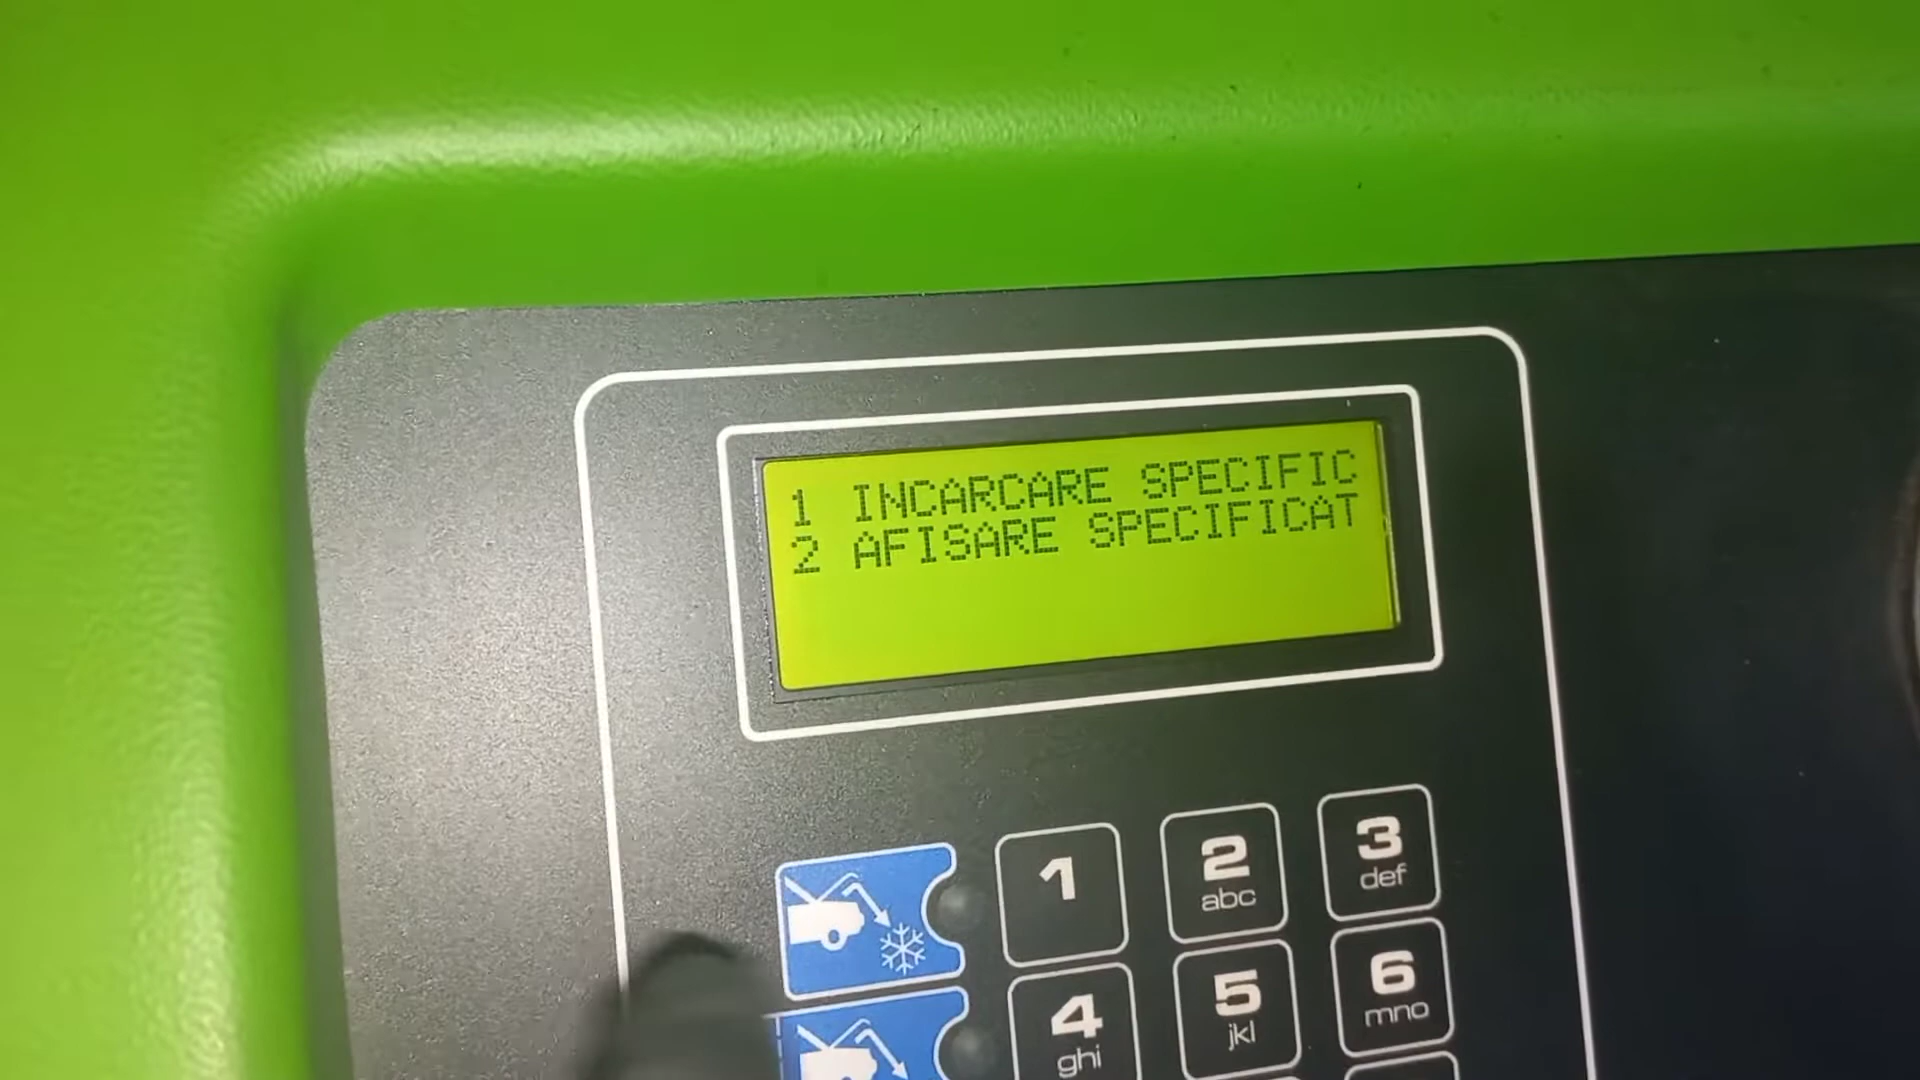 1 INCARCARE SPECIFIC
2 AFISARE SPECIFICAT
1
2
abc
3
def
4
ghi
5
jkl
6
mno